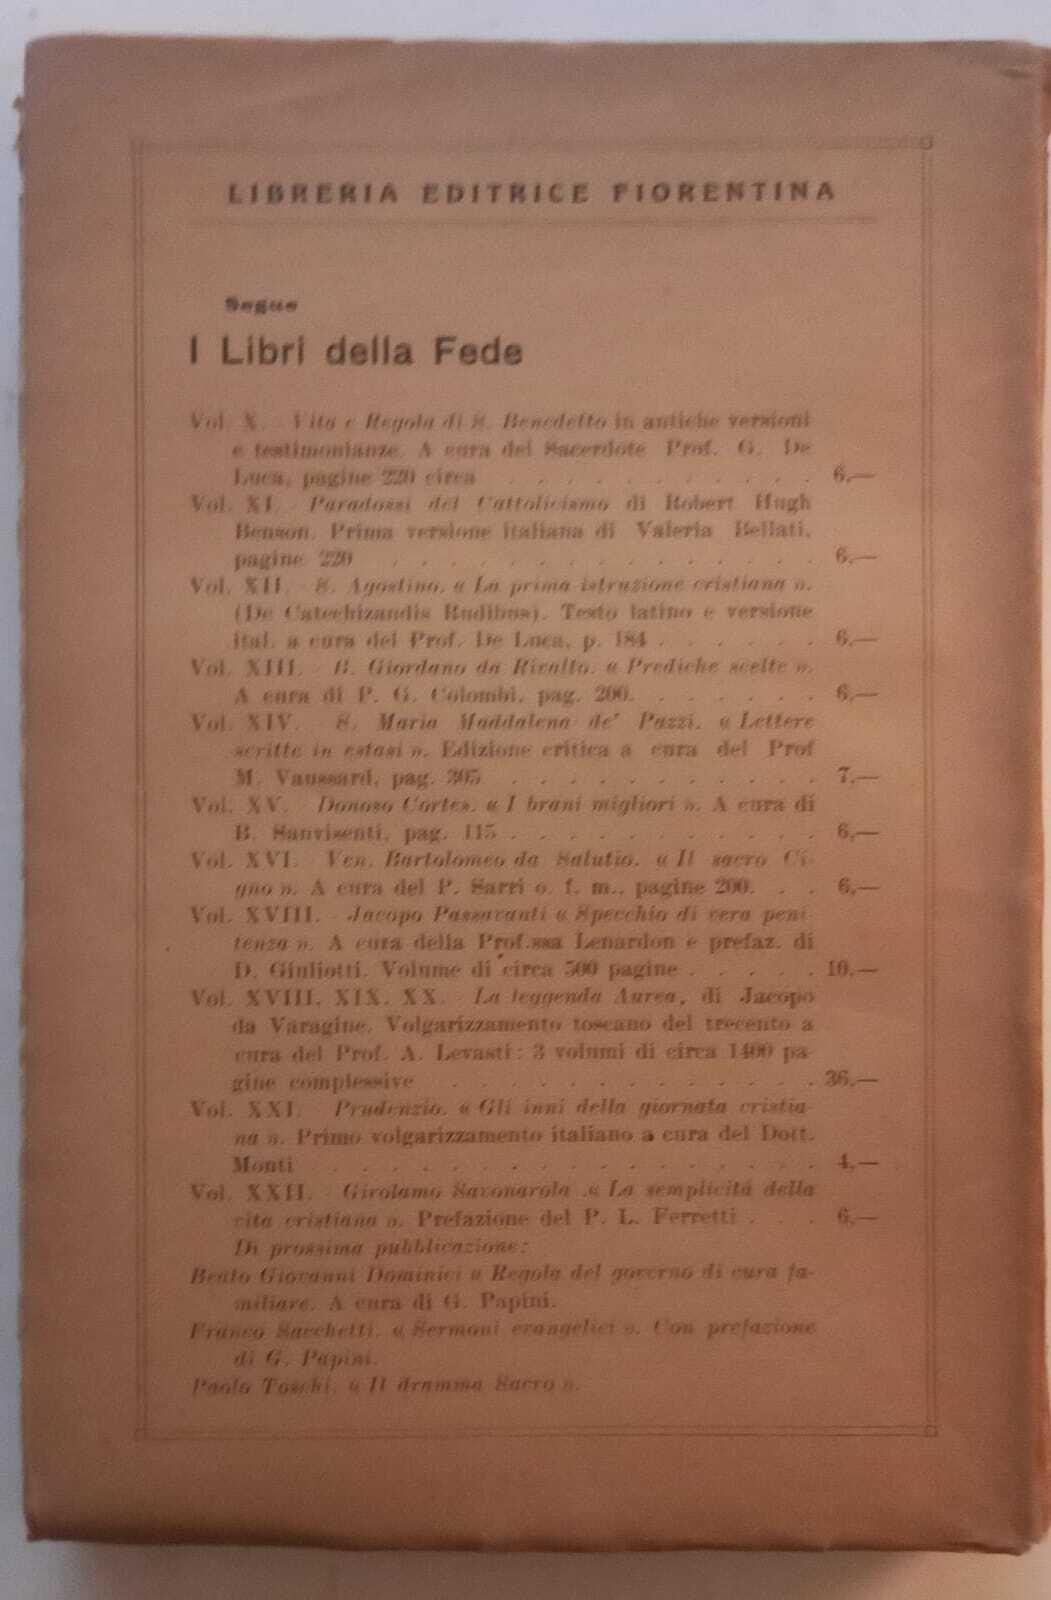 LIBRERIA EDITRICE FIORENTINA
Segue
I Libri della Fede
Vol. X. - Vita e Regola di S. Benedetto in antiche versioni
e testimonianze. A cura del Sacerdote Prof. G. De
Luca, pagine 220 circa . . . . . . . . . . . 6,—
Vol. XI. - Paradossi del Cattolicismo di Robert Hugh
Benson. Prima versione italiana di Valeria Bellati,
pagine 220 . . . . . . . . . . . . . . . 6,—
Vol. XII. - S. Agostino. « La prima istruzione cristiana ».
(De Catechizandis Rudibus). Testo latino e versione
ital. a cura del Prof. De Luca, p. 184 . . . . . . 6,—
Vol. XIII. - B. Giordano da Rivalto. « Prediche scelte ».
A cura di P. G. Colombi, pag. 200. . . . . . . 6,—
Vol. XIV. - S. Maria Maddalena de' Pazzi. « Lettere
scritte in estasi ». Edizione critica a cura del Prof
M. Vaussard, pag. 305 . . . . . . . . . . . 7,—
Vol. XV. - Donoso Cortes. « I brani migliori ». A cura di
B. Sanvisenti, pag. 115 . . . . . . . . . . . 6,—
Vol. XVI. - Ven. Bartolomeo da Salutio. « Il sacro Ci-
gno ». A cura del P. Sarri o. f. m., pagine 200. . . 6,—
Vol. XVIII. - Jacopo Passavanti « Specchio di vera peni-
tenza ». A cura della Prof.ssa Lenardon e prefaz. di
D. Giuliotti. Volume di circa 500 pagine . . . . . 10,—
Vol. XVIII, XIX, XX. - La leggenda Aurea, di Jacopo
da Varagine. Volgarizzamento toscano del trecento a
cura del Prof. A. Levasti: 3 volumi di circa 1400 pa-
gine complessive . . . . . . . . . . . . . 36,—
Vol. XXI. - Prudenzio. « Gli inni della giornata cristia-
na ». Primo volgarizzamento italiano a cura del Dott.
Monti . . . . . . . . . . . . . . . . . 4,—
Vol. XXII. - Girolamo Savonarola .« La semplicitá della
vita cristiana ». Prefazione del P. L. Ferretti . . . 6,—
Di prossima pubblicazione:
Beato Giovanni Dominici « Regola del governo di cura fa-
miliare. A cura di G. Papini.
Franco Sacchetti. « Sermoni evangelici ». Con prefazione
di G. Papini.
Paolo Toschi. « Il dramma Sacro ».